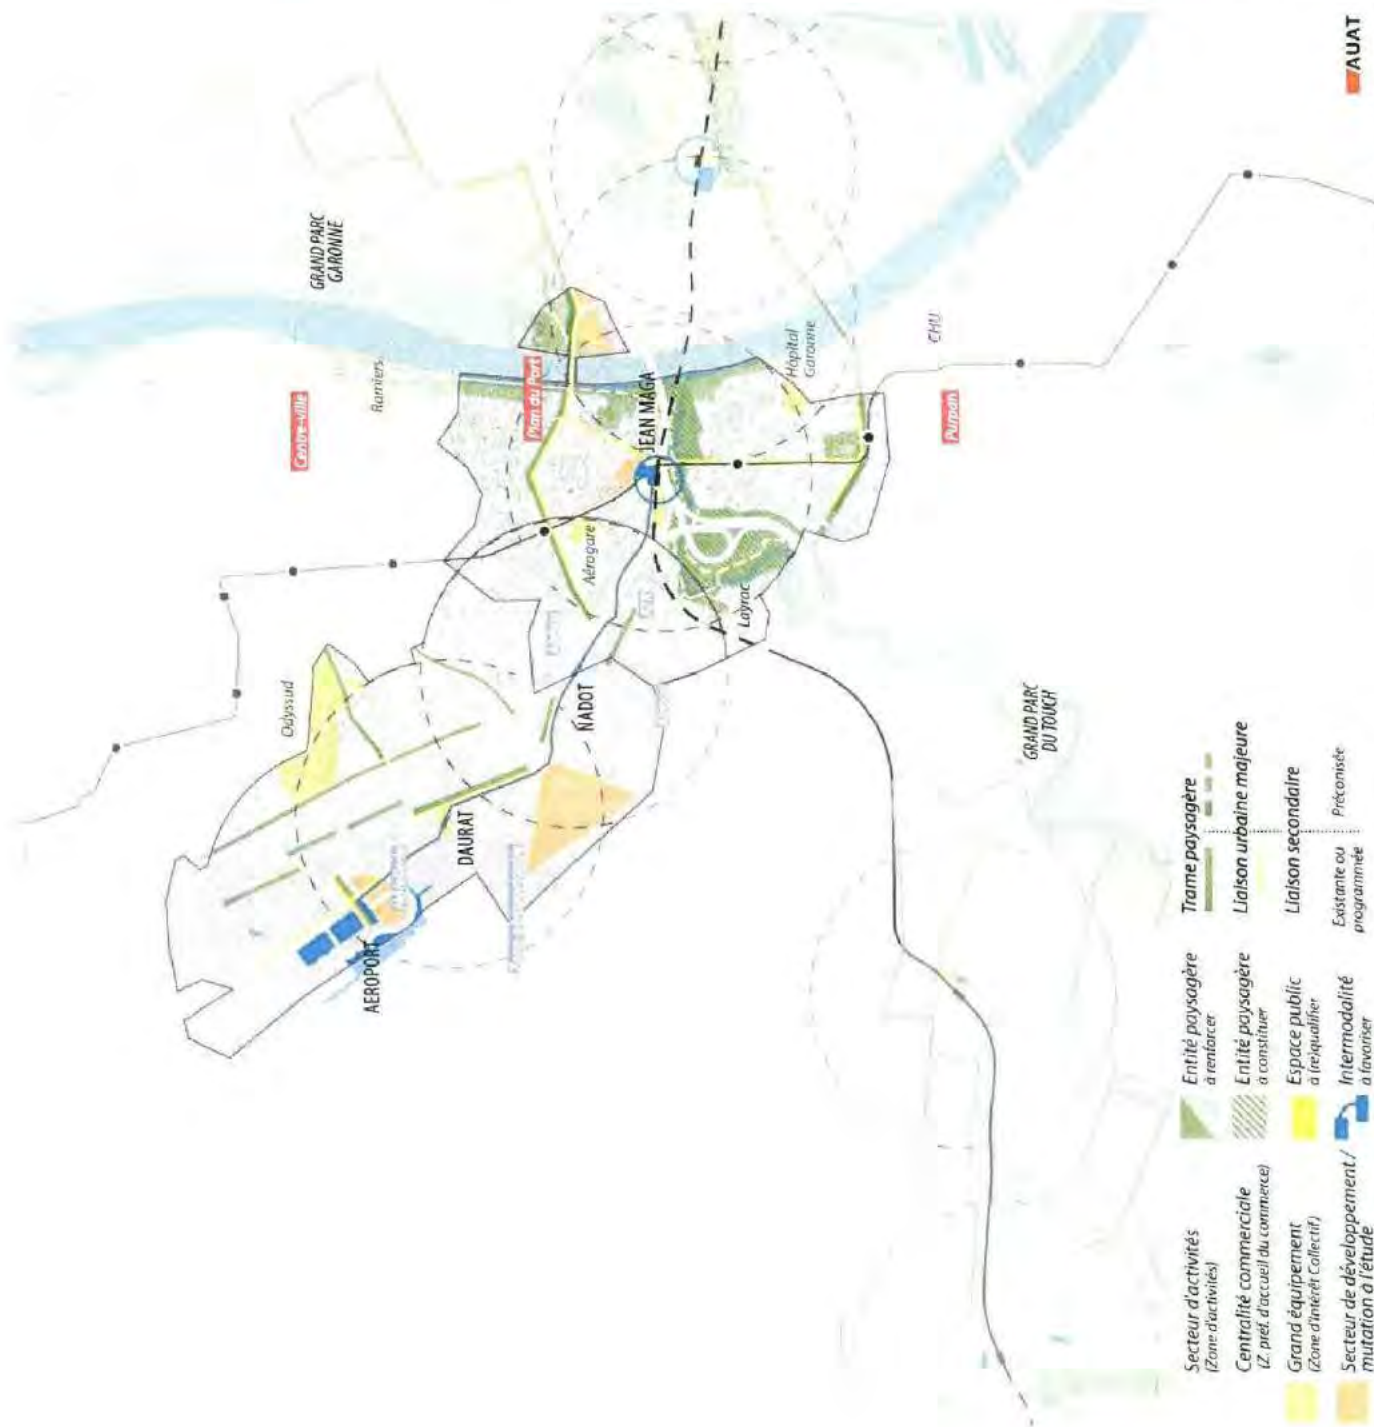 GRAND PARC
GARONNE
Centre-ville
Ramiers
Plan du Port
JEAN MAGA
Hôpital
Garonne
CHU
Purpan
Aérogare
Layrac
Odyssud
NADOT
DAURAT
AEROPORT
GRAND PARC
DU TOUCH
Secteur d'activités
(Zone d'activités)
Centralité commerciale
(Z. préf. d'accueil du commerce)
Grand équipement
(Zone d'Intérêt Collectif)
Secteur de développement /
mutation à l'étude
Entité paysagère
à renforcer
Entité paysagère
à constituer
Espace public
à (re)qualifier
Intermodalité
à favoriser
Trame paysagère
Liaison urbaine majeure
Liaison secondaire
Existante ou
programmée
Préconisée
AUAT